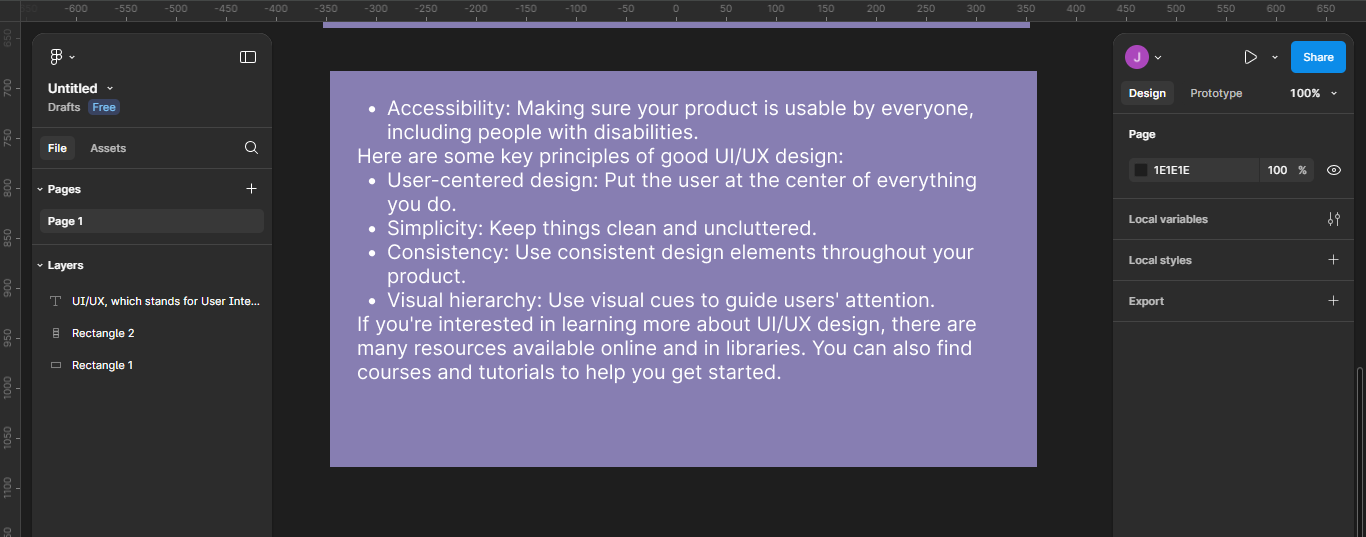 -600 -550 -500 -450 -400 -350 -300 -250 -200 -150 -100 -50 0 50 100 150 200 250 300 350 400 450 500 550 600 650
650
700
750
800
850
900
950
1000
1050
1100
Untitled
Drafts Free
File Assets
Pages
Page 1
Layers
UI/UX, which stands for User Inte...
Rectangle 2
Rectangle 1
• Accessibility: Making sure your product is usable by everyone,
including people with disabilities.
Here are some key principles of good UI/UX design:
• User-centered design: Put the user at the center of everything
you do.
• Simplicity: Keep things clean and uncluttered.
• Consistency: Use consistent design elements throughout your
product.
• Visual hierarchy: Use visual cues to guide users' attention.
If you're interested in learning more about UI/UX design, there are
many resources available online and in libraries. You can also find
courses and tutorials to help you get started.
J
Share
Design Prototype 100%
Page
1E1E1E 100 %
Local variables
Local styles
Export